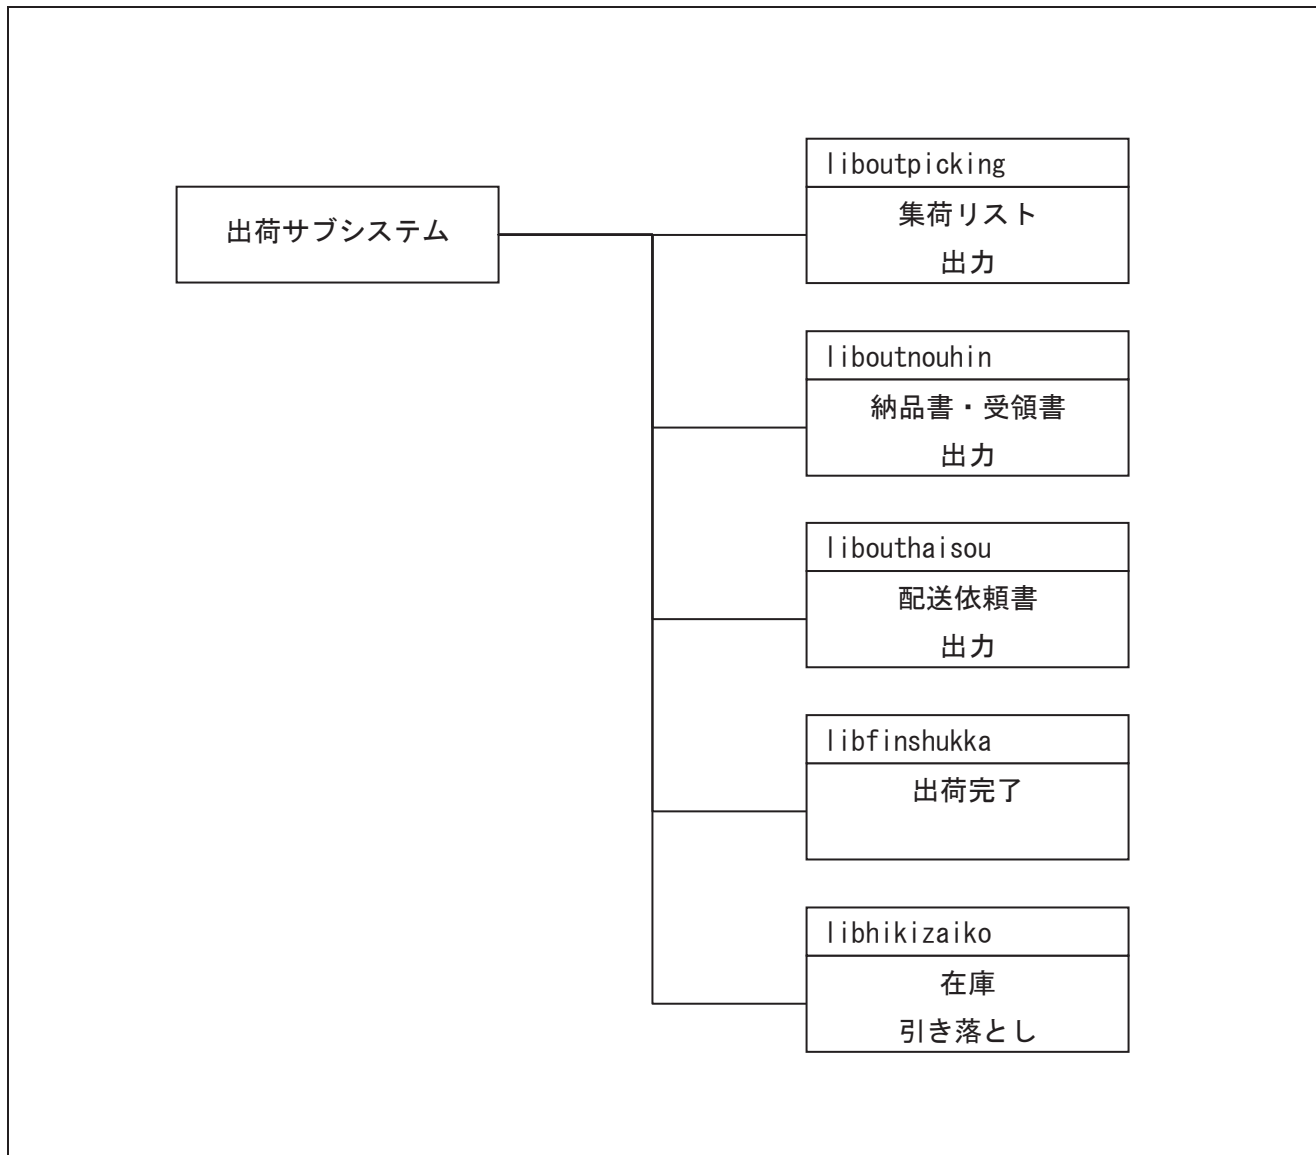 出荷サブシステム
liboutpicking
集荷リスト
出力
liboutnouhin
納品書・受領書
出力
libouthaisou
配送依頼書
出力
libfinshukka
出荷完了
libhikizaiko
在庫
引き落とし